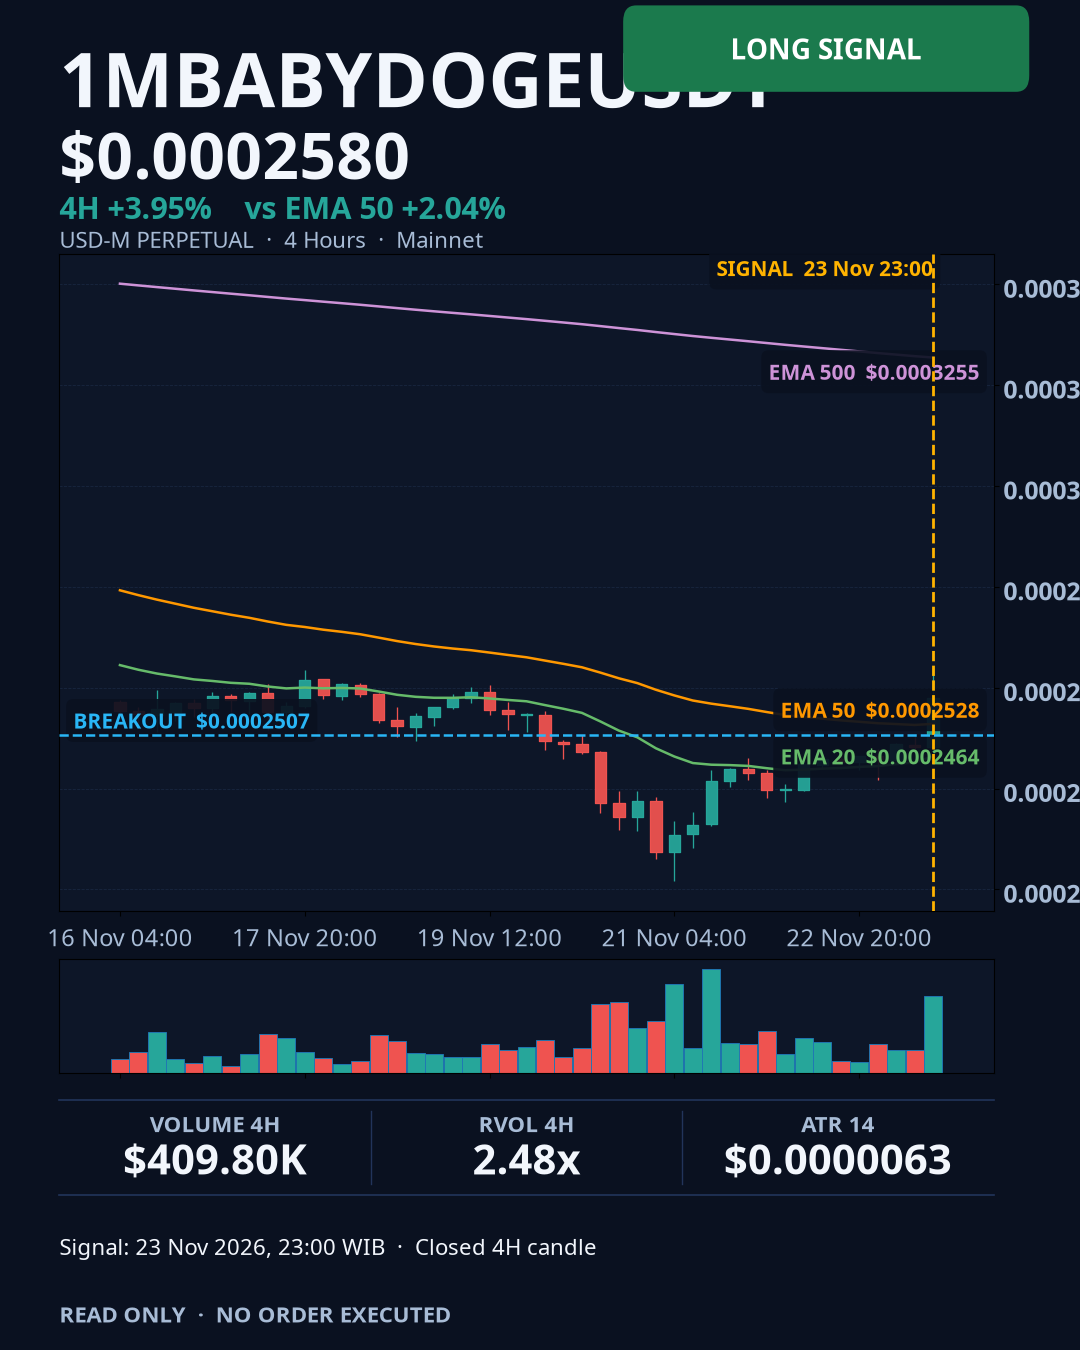 LONG SIGNAL
1MBABYDOGEUSDT
$0.0002580
4H +3.95% vs EMA 50 +2.04%
USD-M PERPETUAL · 4 Hours · Mainnet
SIGNAL 23 Nov 23:00
0.0003
EMA 500 $0.0003255
0.0003
0.0003
0.0002
0.0002
EMA 50 $0.0002528
BREAKOUT $0.0002507
EMA 20 $0.0002464
0.0002
0.0002
16 Nov 04:00 17 Nov 20:00 19 Nov 12:00 21 Nov 04:00 22 Nov 20:00
VOLUME 4H RVOL 4H ATR 14
$409.80K 2.48x $0.0000063
Signal: 23 Nov 2026, 23:00 WIB · Closed 4H candle
READ ONLY · NO ORDER EXECUTED